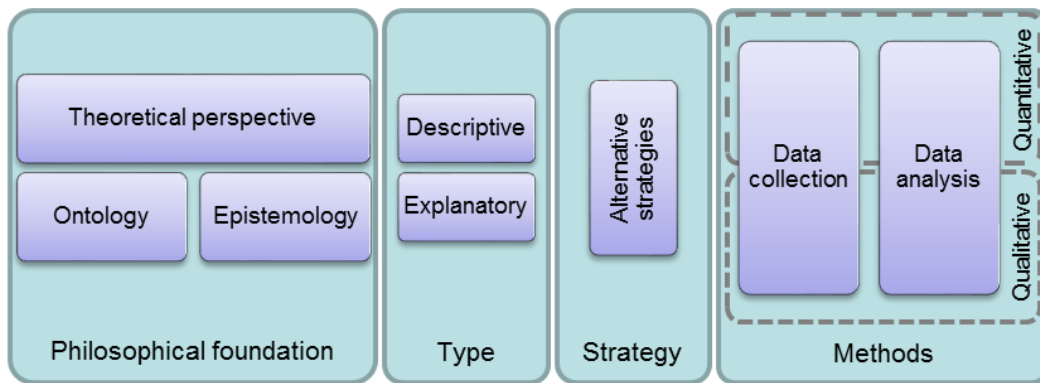 Theoretical perspective
Ontology
Epistemology
Philosophical foundation
Descriptive
Explanatory
Type
Alternative
strategies
Strategy
Data
collection
Data
analysis
Quantitative
Qualitative
Methods